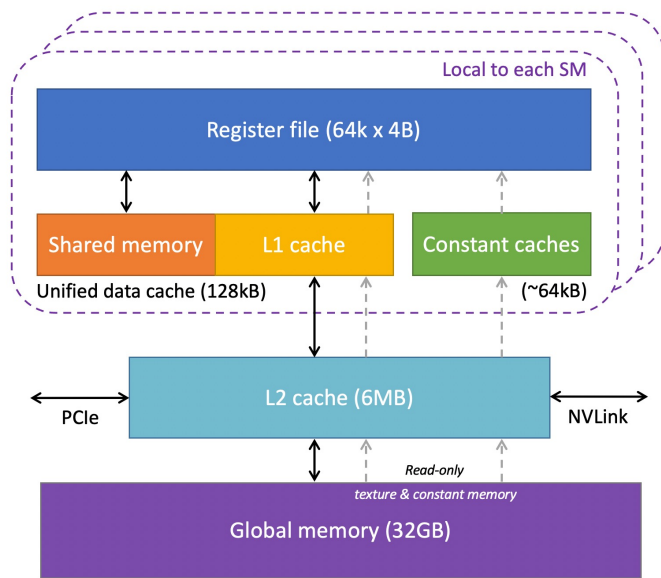 Local to each SM
Register file (64k x 4B)
Shared memory
L1 cache
Constant caches
Unified data cache (128kB)
(~64kB)
L2 cache (6MB)
PCIe
NVLink
Read-only
texture & constant memory
Global memory (32GB)